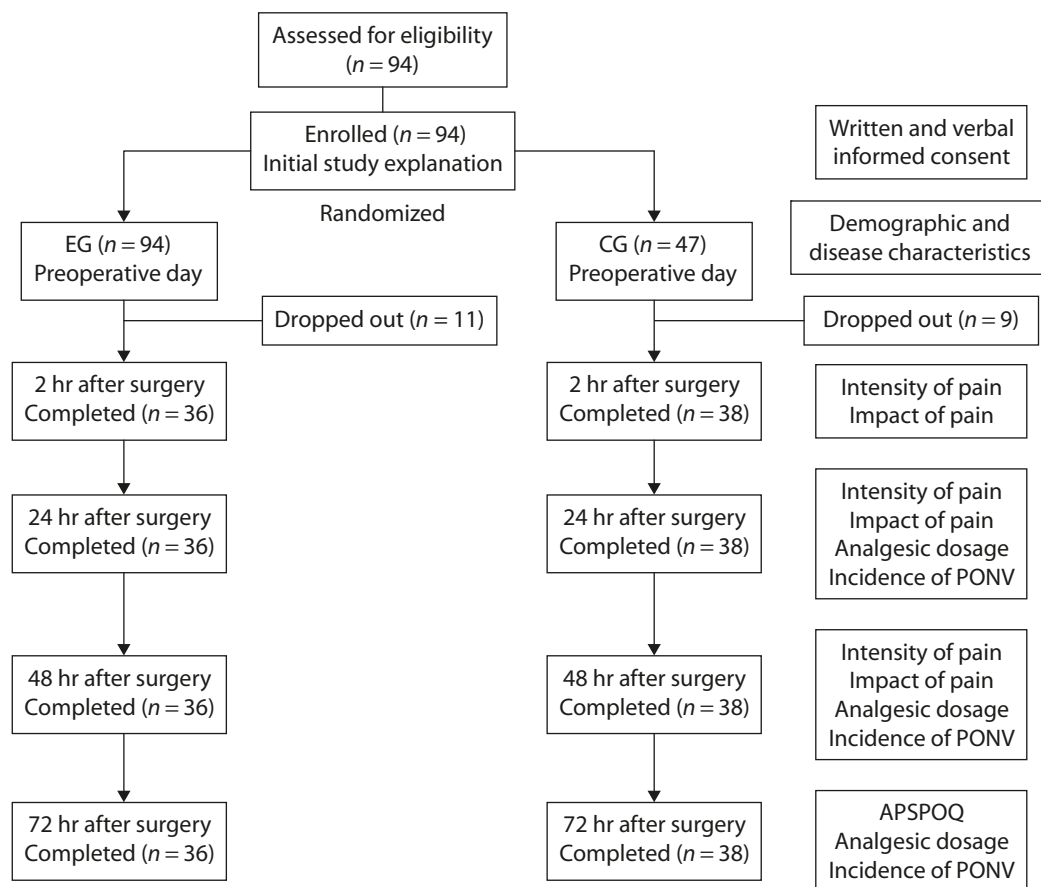 Assessed for eligibility
(n = 94)
Enrolled (n = 94)
Initial study explanation
Written and verbal
informed consent
Randomized
EG (n = 94)
Preoperative day
CG (n = 47)
Preoperative day
Demographic and
disease characteristics
Dropped out (n = 11)
Dropped out (n = 9)
2 hr after surgery
Completed (n = 36)
2 hr after surgery
Completed (n = 38)
Intensity of pain
Impact of pain
24 hr after surgery
Completed (n = 36)
24 hr after surgery
Completed (n = 38)
Intensity of pain
Impact of pain
Analgesic dosage
Incidence of PONV
48 hr after surgery
Completed (n = 36)
48 hr after surgery
Completed (n = 38)
Intensity of pain
Impact of pain
Analgesic dosage
Incidence of PONV
72 hr after surgery
Completed (n = 36)
72 hr after surgery
Completed (n = 38)
APSPOQ
Analgesic dosage
Incidence of PONV